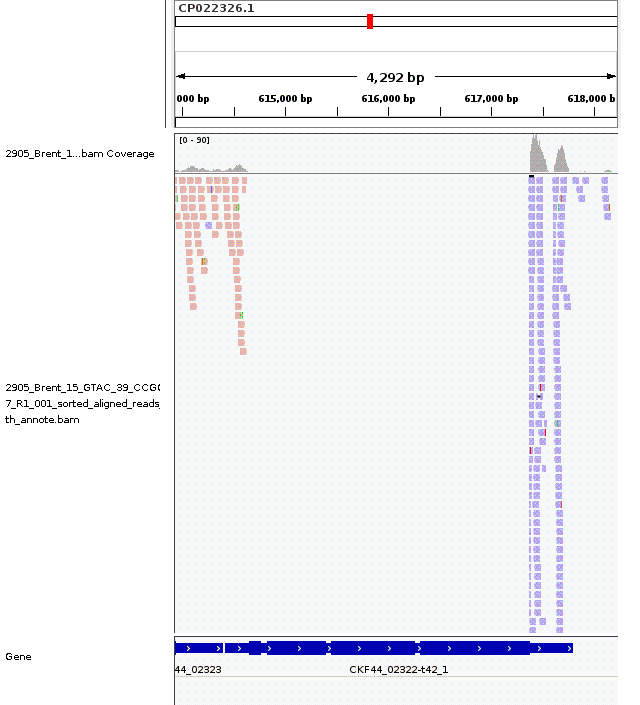 CP022326.1
4,292 bp
000 bp
615,000 bp
616,000 bp
617,000 bp
618,000 b
[0 - 90]
2905_Brent_1...bam Coverage
2905_Brent_15_GTAC_39_CCG
7_R1_001_sorted_aligned_reads_
th_annote.bam
Gene
44_02323
CKF44_02322-t42_1